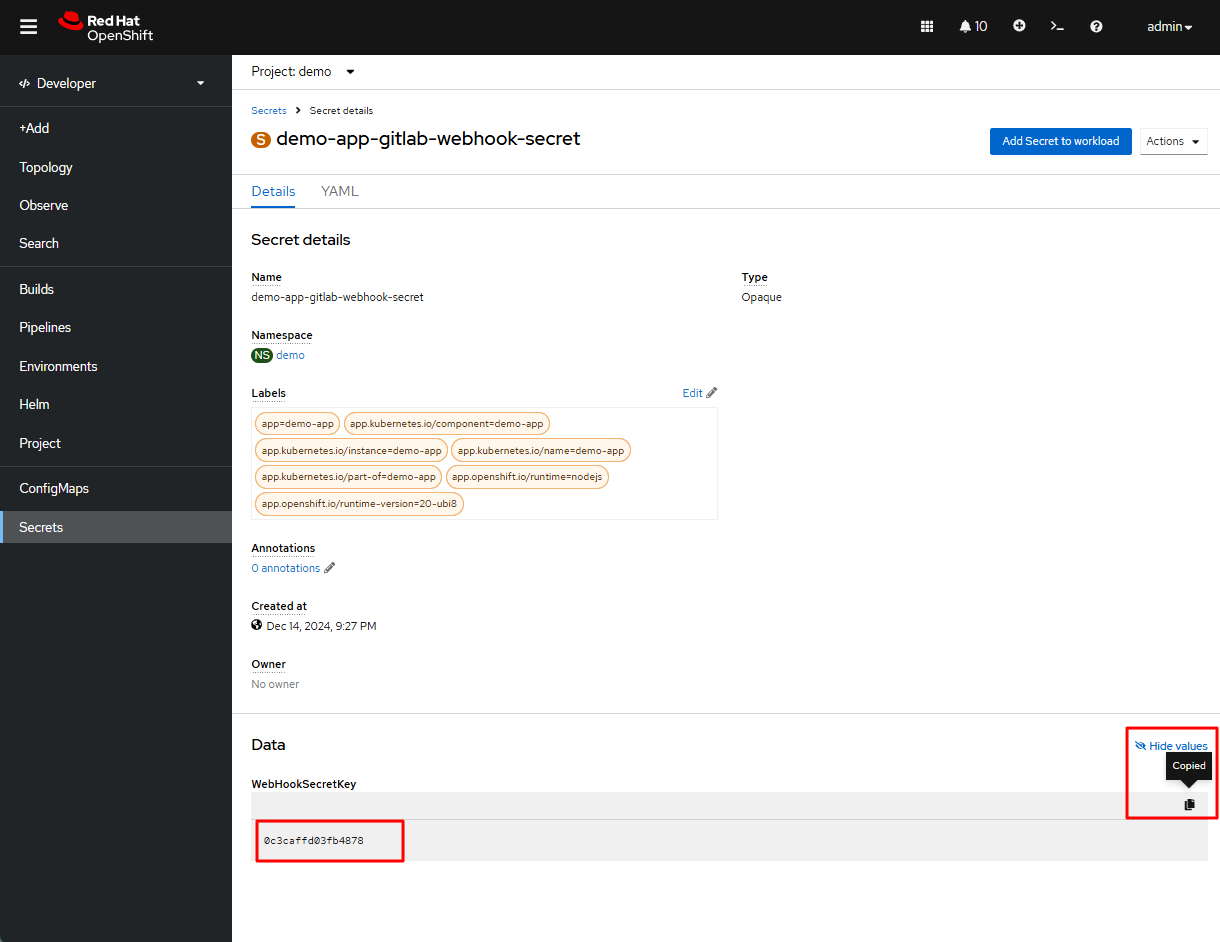 Red Hat
OpenShift
10
admin
Developer
+Add
Topology
Observe
Search
Builds
Pipelines
Environments
Helm
Project
ConfigMaps
Secrets
Project: demo
Secrets > Secret details
S demo-app-gitlab-webhook-secret
Add Secret to workload
Actions
Details YAML
Secret details
Name
demo-app-gitlab-webhook-secret
Type
Opaque
Namespace
NS demo
Labels
Edit
app=demo-app app.kubernetes.io/component=demo-app
app.kubernetes.io/instance=demo-app app.kubernetes.io/name=demo-app
app.kubernetes.io/part-of=demo-app app.openshift.io/runtime=nodejs
app.openshift.io/runtime-version=20-ubi8
Annotations
0 annotations
Created at
Dec 14, 2024, 9:27 PM
Owner
No owner
Data
Hide values
Copied
WebHookSecretKey
0c3caffd03fb4878